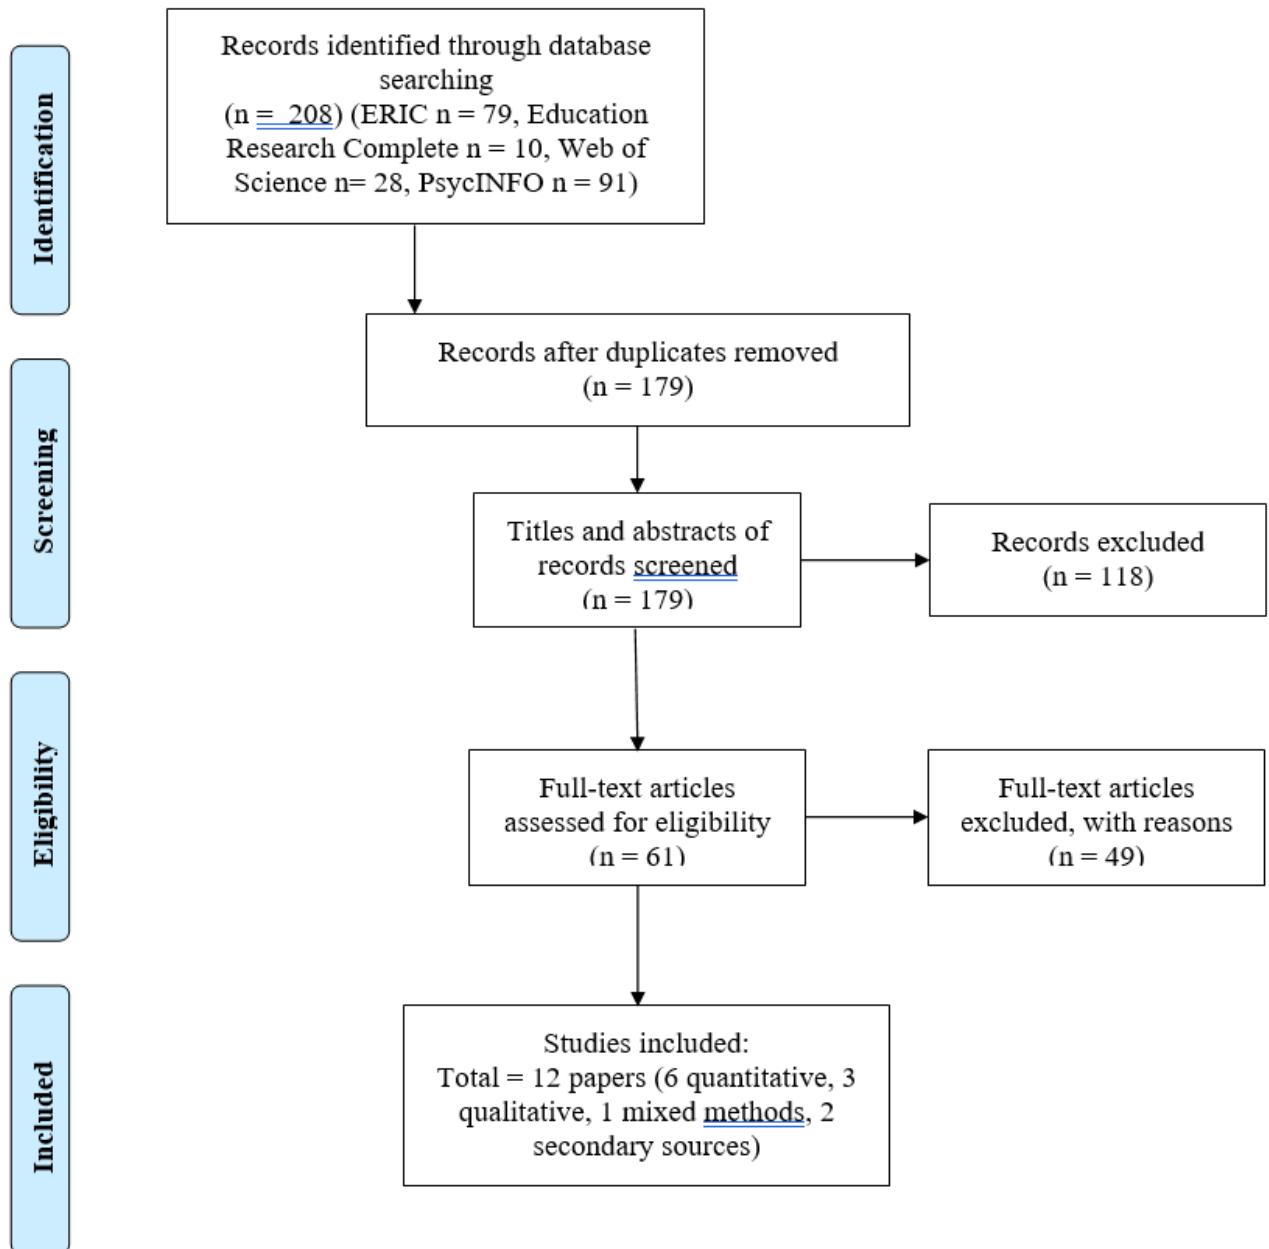 Identification
Records identified through database
searching
(n = 208) (ERIC n = 79, Education
Research Complete n = 10, Web of
Science n= 28, PsycINFO n = 91)
Records after duplicates removed
(n = 179)
Screening
Titles and abstracts of
records screened
(n = 179)
Records excluded
(n = 118)
Eligibility
Full-text articles
assessed for eligibility
(n = 61)
Full-text articles
excluded, with reasons
(n = 49)
Included
Studies included:
Total = 12 papers (6 quantitative, 3
qualitative, 1 mixed methods, 2
secondary sources)